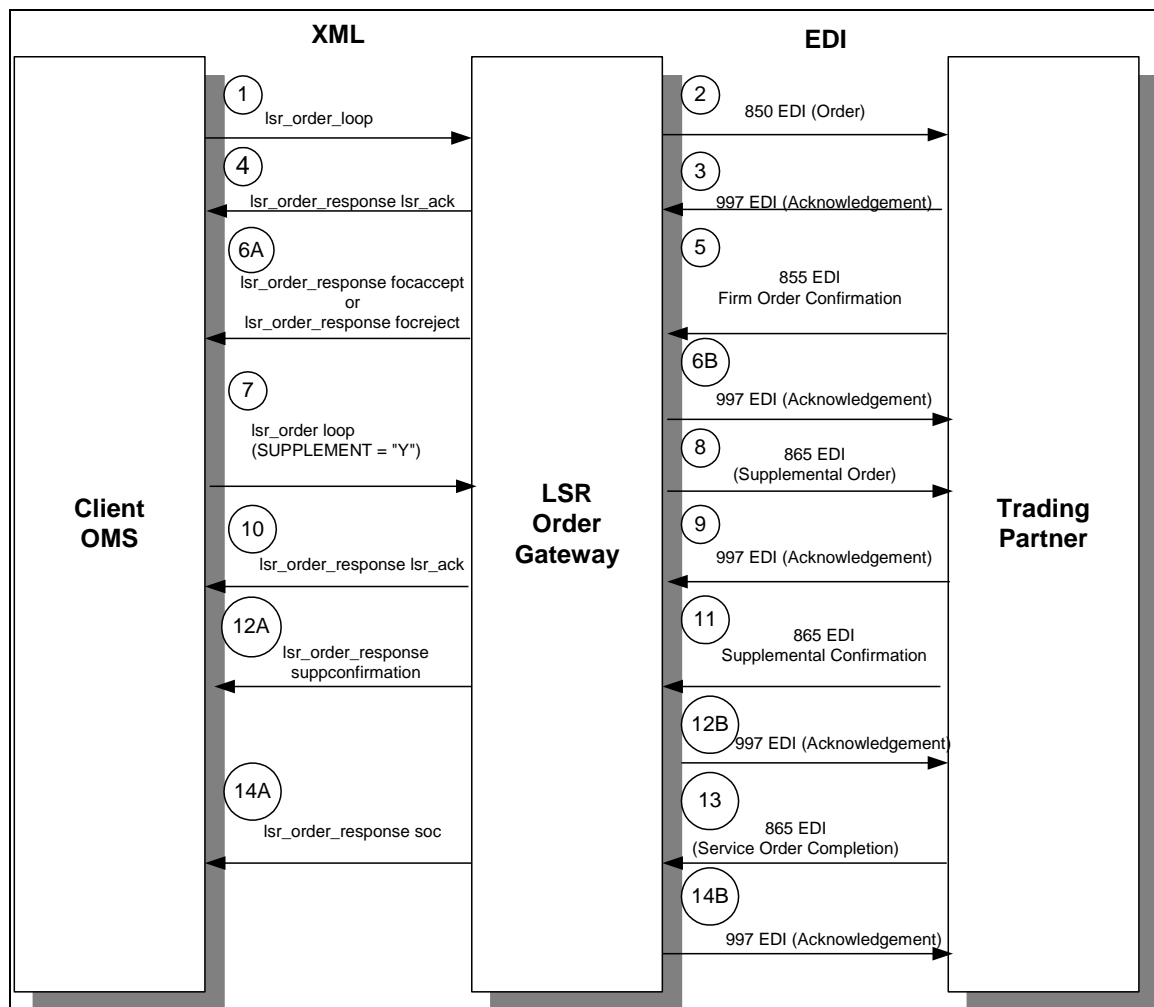 XML
EDI
1
lsr_order_loop
2
850 EDI (Order)
4
lsr_order_response lsr_ack
3
997 EDI (Acknowledgement)
6A
lsr_order_response focaccept
or
lsr_order_response focreject
5
855 EDI
Firm Order Confirmation
6B
997 EDI (Acknowledgement)
7
lsr_order loop
(SUPPLEMENT = "Y")
8
865 EDI
(Supplemental Order)
Client
OMS
LSR
Order
Gateway
Trading
Partner
10
lsr_order_response lsr_ack
9
997 EDI (Acknowledgement)
12A
lsr_order_response
suppconfirmation
11
865 EDI
Supplemental Confirmation
12B
997 EDI (Acknowledgement)
14A
lsr_order_response soc
13
865 EDI
(Service Order Completion)
14B
997 EDI (Acknowledgement)